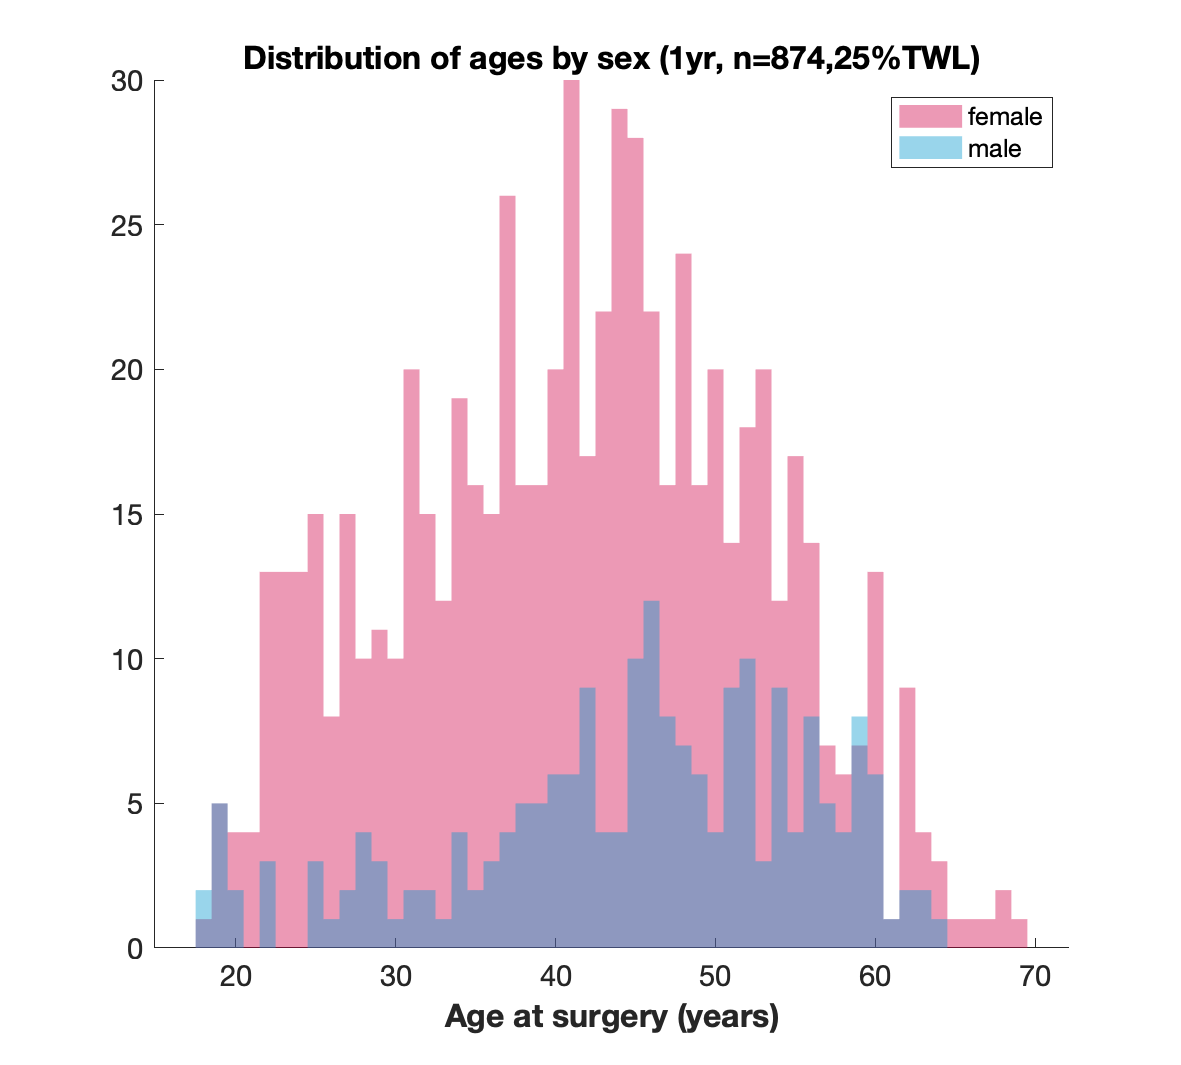 Distribution of ages by sex (1yr, n=874,25%TWL)
female
male
30
25
20
15
10
5
0
20 30 40 50 60 70
Age at surgery (years)